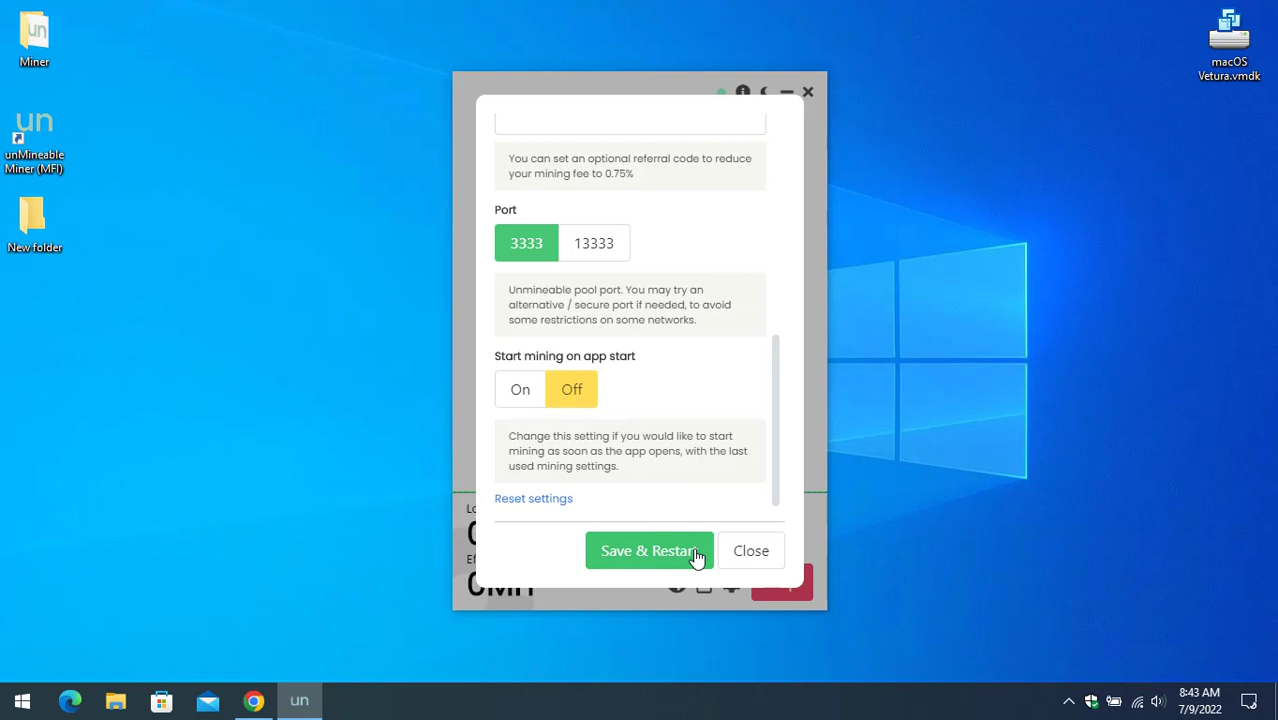 un
Miner
macOS
Vetura.vmdk
un
unMineable
Miner (MFI)
New folder
You can set an optional referral code to reduce
your mining fee to 0.75%
Port
3333
13333
Unmineable pool port. You may try an
alternative / secure port if needed, to avoid
some restrictions on some networks.
Start mining on app start
On
Off
Change this setting if you would like to start
mining as soon as the app opens, with the last
used mining settings.
Reset settings
Save & Restart
Close
un
8:43 AM
7/9/2022